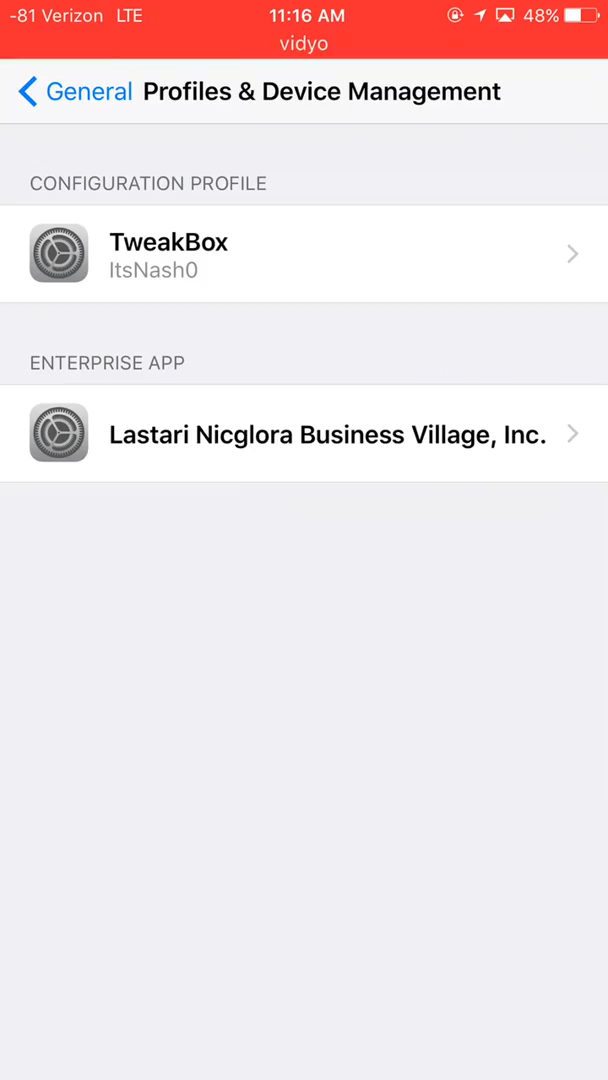 -81 Verizon LTE 11:16 AM 48%
vidyo
General Profiles & Device Management
CONFIGURATION PROFILE
TweakBox
ItsNash0
ENTERPRISE APP
Lastari Nicglora Business Village, Inc.